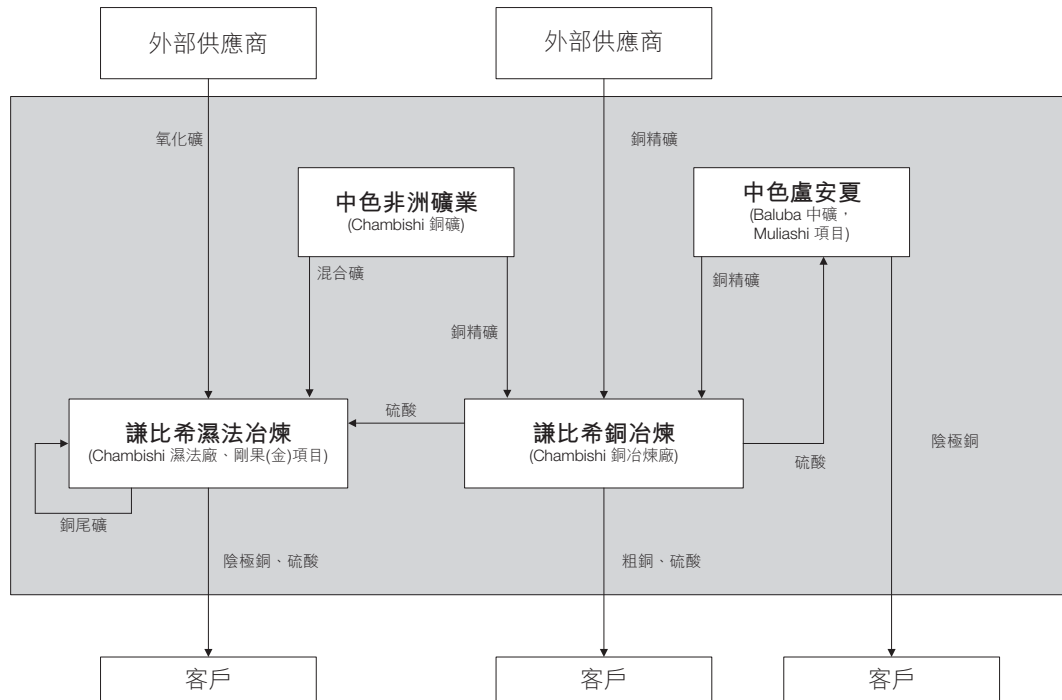 外部供應商
外部供應商
氧化礦
銅精礦
中色非洲礦業
(Chambishi 銅礦)
中色盧安夏
(Baluba 中礦，
Muliashi 項目)
混合礦
銅精礦
銅精礦
硫酸
謙比希濕法冶煉
(Chambishi 濕法廠、剛果(金)項目)
謙比希銅冶煉
(Chambishi 銅冶煉廠)
硫酸
陰極銅
銅尾礦
陰極銅、硫酸
粗銅、硫酸
客戶
客戶
客戶